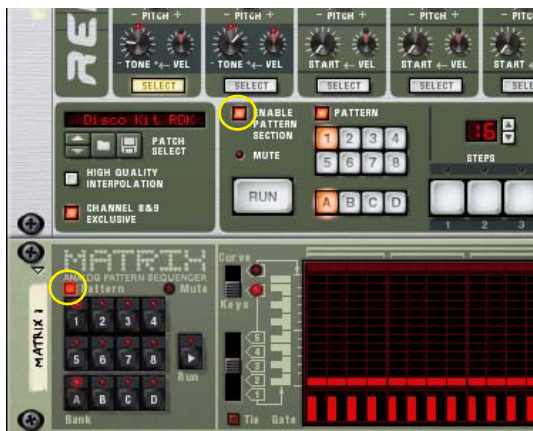 - PITCH + - PITCH + - PITCH + - PITCH + - PITC
RE
- TONE + ← VEL - TONE + ← VEL START ← VEL START ← VEL START ←
SELECT SELECT SELECT SELECT SELE
Disco Kit RDK
PATCH
SELECT
HIGH QUALITY
INTERPOLATION
CHANNEL 8&9
EXCLUSIVE
ENABLE
PATTERN
SECTION
MUTE
RUN
PATTERN
1 2 3 4
5 6 7 8
A B C D
16
STEPS
1 2 3
MATRIX
ANALOG PATTERN SEQUENCER
Pattern Mute
1 2 3 4
5 6 7 8
A B C D
Bank
Run
MATRIX 1
Curve
Keys
5
4
3
2
1
Tie Gate